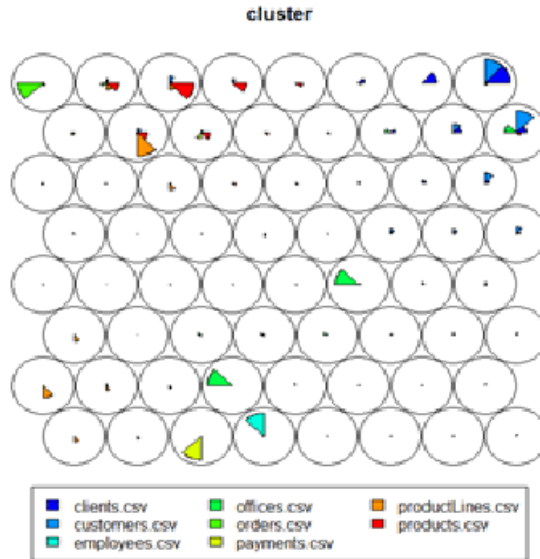 cluster
clients.csv offices.csv productLines.csv
customers.csv orders.csv products.csv
employees.csv payments.csv